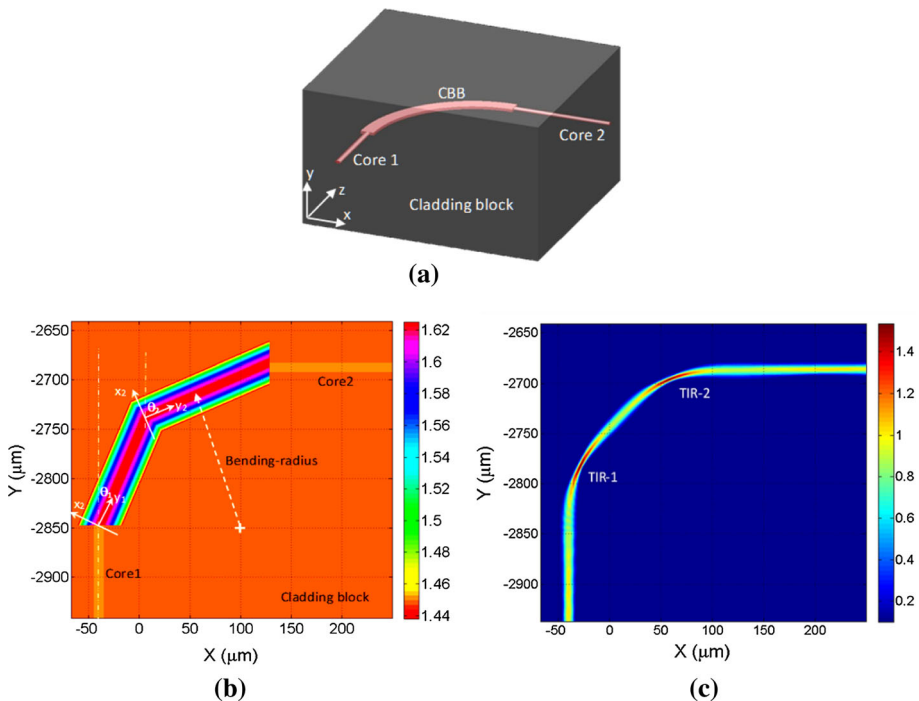 CBB
Core 2
Core 1
y
z
x
Cladding block
(a)
-2650
-2700
-2750
-2800
-2850
-2900
Y (µm)
-50 0 50 100 150 200
X (µm)
x₂
θ₂
y₂
Core2
Bending-radius
θ₁
y₁
x₂
Core1
Cladding block
1.62
1.6
1.58
1.56
1.54
1.52
1.5
1.48
1.46
1.44
(b)
-2650
-2700
-2750
-2800
-2850
-2900
Y (µm)
TIR-2
TIR-1
-50 0 50 100 150 200
X (µm)
1.4
1.2
1
0.8
0.6
0.4
0.2
(c)